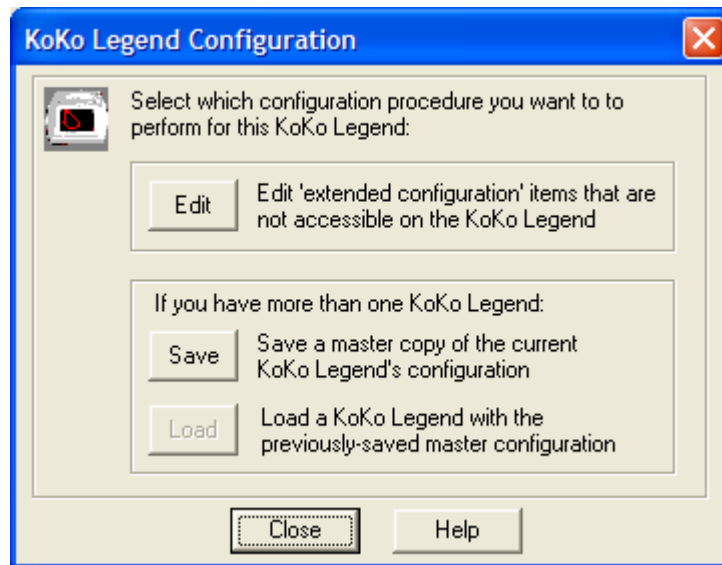 KoKo Legend Configuration
Select which configuration procedure you want to to
perform for this KoKo Legend:
Edit
Edit 'extended configuration' items that are
not accessible on the KoKo Legend
If you have more than one KoKo Legend:
Save
Save a master copy of the current
KoKo Legend's configuration
Load
Load a KoKo Legend with the
previously-saved master configuration
Close
Help